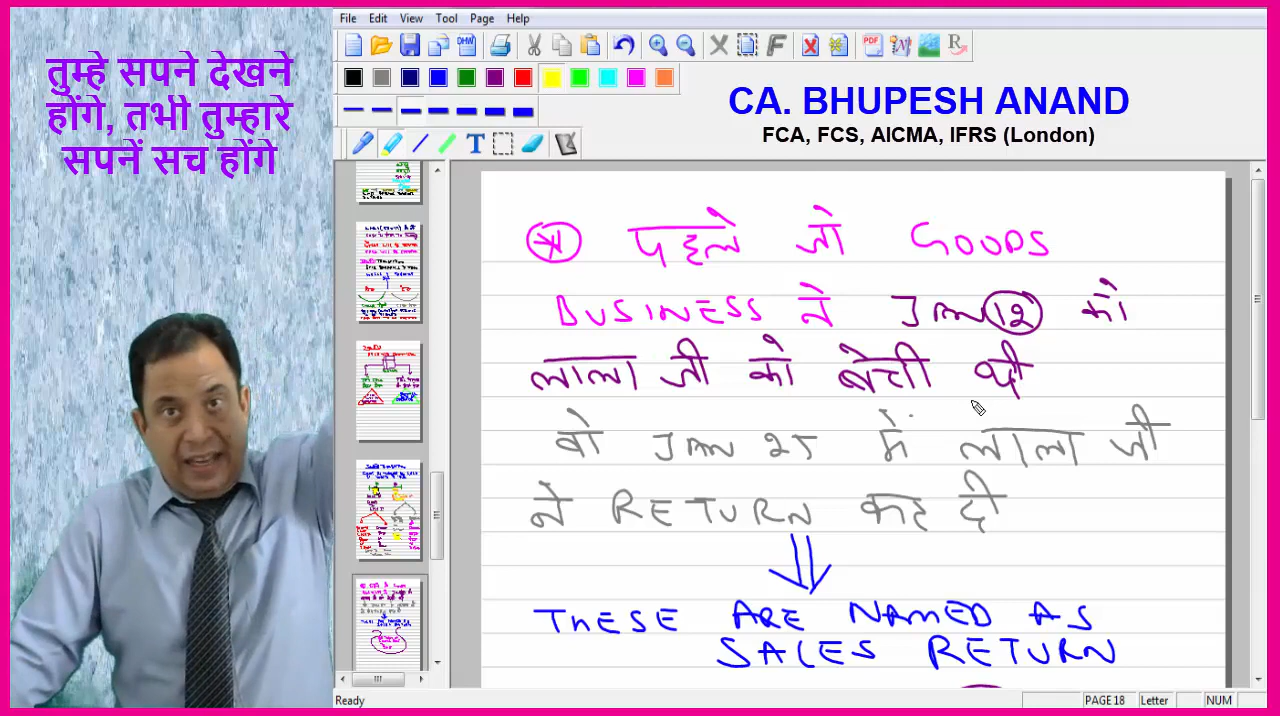 तुम्हे सपने देखने
होंगे, तभी तुम्हारे
सपनें सच होंगे
File Edit View Tool Page Help
CA. BHUPESH ANAND
FCA, FCS, AICMA, IFRS (London)
पहले जो GOODS
BUSINESS ने JAN 12 को
लाला जी को बेची थी
वो JAN 25 में लाला जी
ने RETURN कर दी
THESE ARE NAMED AS
SALES RETURN
Ready PAGE 18 Letter NUM